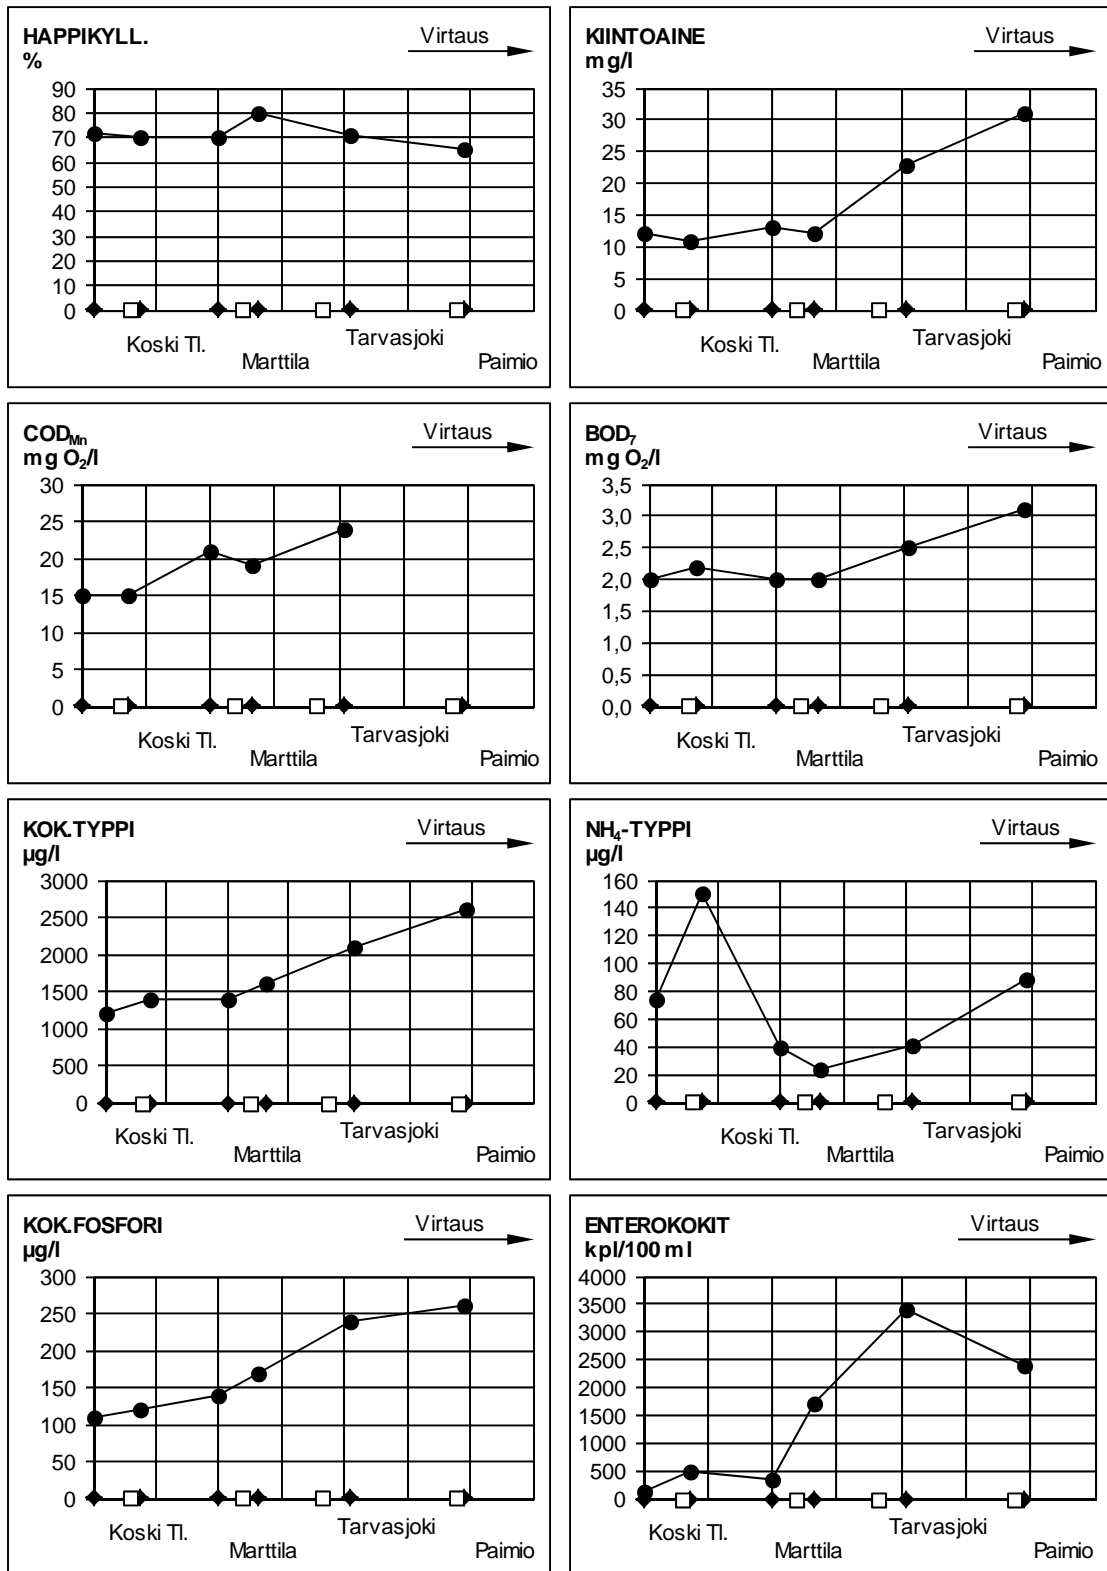 HAPPIKYLL.
%
Virtaus
90
80
70
60
50
40
30
20
10
0
Koski Tl.
Marttila
Tarvasjoki
Paimio
KIINTOAINE
mg/l
Virtaus
35
30
25
20
15
10
5
0
Koski Tl.
Marttila
Tarvasjoki
Paimio
COD₍Mn₎
mg O₂/l
Virtaus
30
25
20
15
10
5
0
Koski Tl.
Marttila
Tarvasjoki
Paimio
BOD₇
mg O₂/l
Virtaus
3,5
3,0
2,5
2,0
1,5
1,0
0,5
0,0
Koski Tl.
Marttila
Tarvasjoki
Paimio
KOK.TYPPI
µg/l
Virtaus
3000
2500
2000
1500
1000
500
0
Koski Tl.
Marttila
Tarvasjoki
Paimio
NH₄-TYPPI
µg/l
Virtaus
160
140
120
100
80
60
40
20
0
Koski Tl.
Marttila
Tarvasjoki
Paimio
KOK.FOSFORI
µg/l
Virtaus
300
250
200
150
100
50
0
Koski Tl.
Marttila
Tarvasjoki
Paimio
ENTEROKOKIT
kpl/100 ml
Virtaus
4000
3500
3000
2500
2000
1500
1000
500
0
Koski Tl.
Marttila
Tarvasjoki
Paimio